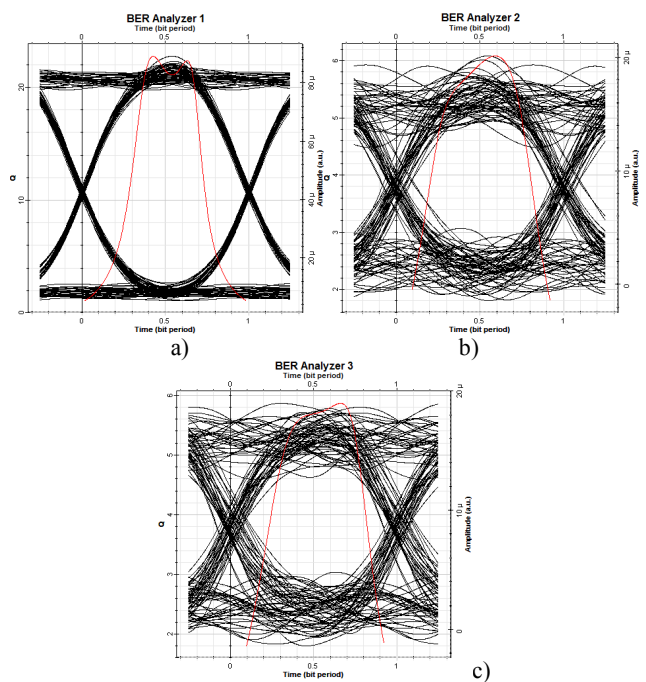 BER Analyzer 1
Time (bit period)
0 0.5 1
Q
0 10 20
Amplitude (a.u.)
20 µ 40 µ 60 µ 80 µ
0 0.5 1
Time (bit period)
a)
BER Analyzer 2
Time (bit period)
0 0.5 1
Q
2 3 4 5 6
Amplitude (a.u.)
0 10 µ 20 µ
0 0.5 1
Time (bit period)
b)
BER Analyzer 3
Time (bit period)
0 0.5 1
Q
2 3 4 5 6
Amplitude (a.u.)
0 10 µ 20 µ
0 0.5 1
Time (bit period)
c)